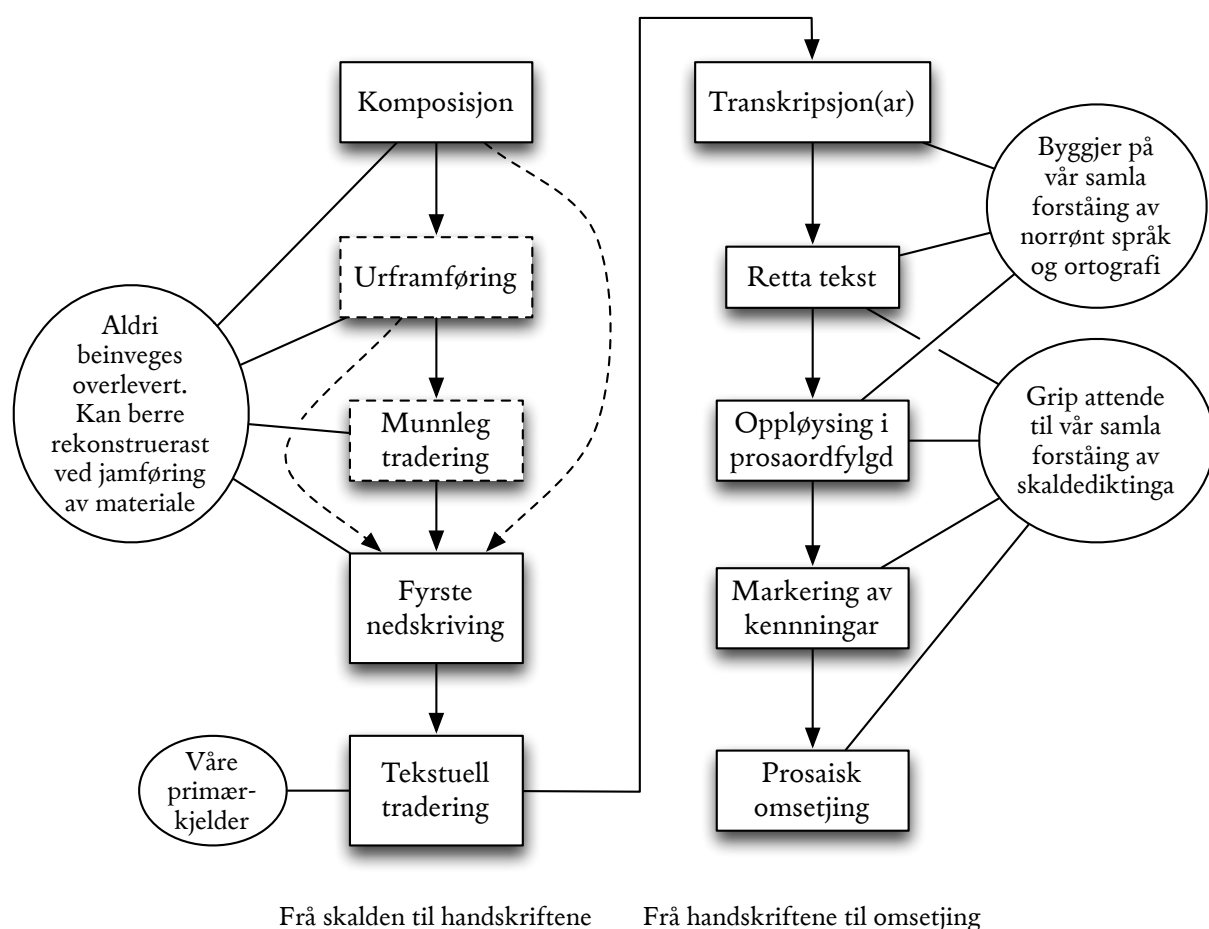 Komposisjon
Urframføring
Aldri
beinveges
overlevert.
Kan berre
rekonstruerast
ved jamføring
av materiale
Munnleg
tradering
Fyrste
nedskriving
Våre
primær-
kjelder
Tekstuell
tradering
Transkripsjon(ar)
Byggjer på
vår samla
forståing av
norrønt språk
og ortografi
Retta tekst
Oppløysing i
prosaordfylgd
Grip attende
til vår samla
forståing av
skaldediktinga
Markering av
kennningar
Prosaisk
omsetjing
Frå skalden til handskriftene
Frå handskriftene til omsetjing